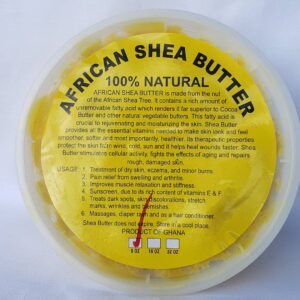 AFRICAN SHEA BUTTER
100% NATURAL
AFRICAN SHEA BUTTER is made from the nut
of the African Shea Tree. It contains a rich amount of
unremovable fatty acid which renders it far superior to Cocoa
Butter and other natural vegetable butters. This fatty acid is
crucial to rejuvenating and moisturizing the skin. Shea Butter
provides all the essential vitamins needed to make skin look and feel
smoother, softer and most importantly, healthier. Its therapeutic properties
protect the skin from wind, cold, sun and it helps heal wounds faster. Shea
Butter stimulates cellular activity, fights the effects of aging and repairs
rough, damaged skin.
USAGE: 1. Treatment of dry skin, eczema, and minor burns.
2. Pain relief from swelling and arthritis.
3. Improves muscle relaxation and stiffness.
4. Sunscreen, due to its rich content of vitamins E & F.
5. Treats dark spots, skin discolorations, stretch
marks, wrinkles and blemishes.
6. Massages, diaper rash and as a hair conditioner.
Shea Butter does not expire. Store in a cool place.
PRODUCT OF GHANA
8 OZ 16 OZ 32 OZ